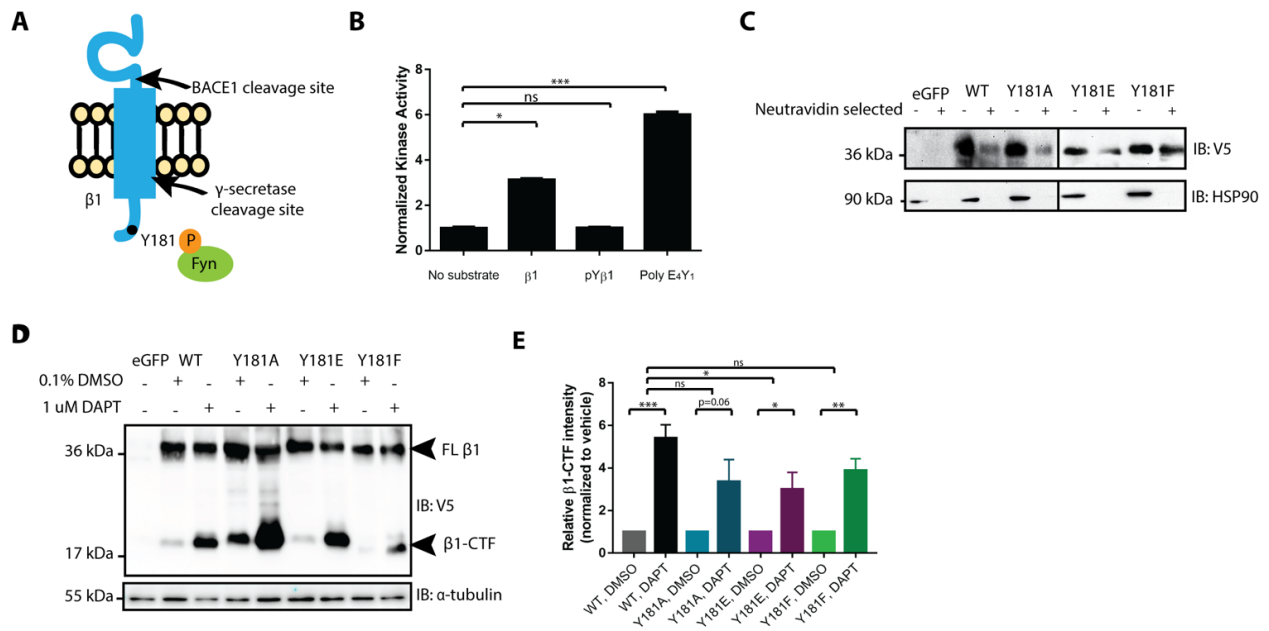 A
BACE1 cleavage site
β1
γ-secretase
cleavage site
Y181
P
Fyn
B
Normalized Kinase Activity
8
6
4
2
0
***
ns
*
No substrate
β1
pYβ1
Poly E4Y1
C
eGFP WT Y181A Y181E Y181F
Neutravidin selected - + - + - + - + - +
36 kDa
IB: V5
90 kDa
IB: HSP90
D
eGFP WT Y181A Y181E Y181F
0.1% DMSO - + - + - + - + -
1 uM DAPT - - + - + - + - +
36 kDa
FL β1
IB: V5
17 kDa
β1-CTF
55 kDa
IB: α-tubulin
E
Relative β1-CTF intensity
(normalized to vehicle)
8
6
4
2
0
ns
*
ns
***
p=0.06
*
**
WT, DMSO
WT, DAPT
Y181A, DMSO
Y181A, DAPT
Y181E, DMSO
Y181E, DAPT
Y181F, DMSO
Y181F, DAPT